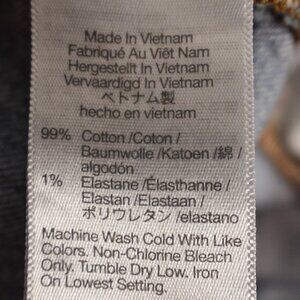 Made In Vietnam
Fabriqué Au Viêt Nam
Hergestellt In Vietnam
Vervaardigd In Vietnam
ベトナム製
hecho en vietnam
99% Cotton /Coton /
Baumwolle /Katoen /綿 /
algodón
1% Elastane /Élasthanne /
Elastan /Elastaan /
ポリウレタン /elastano
Machine Wash Cold With Like
Colors. Non-Chlorine Bleach
Only. Tumble Dry Low. Iron
On Lowest Setting.